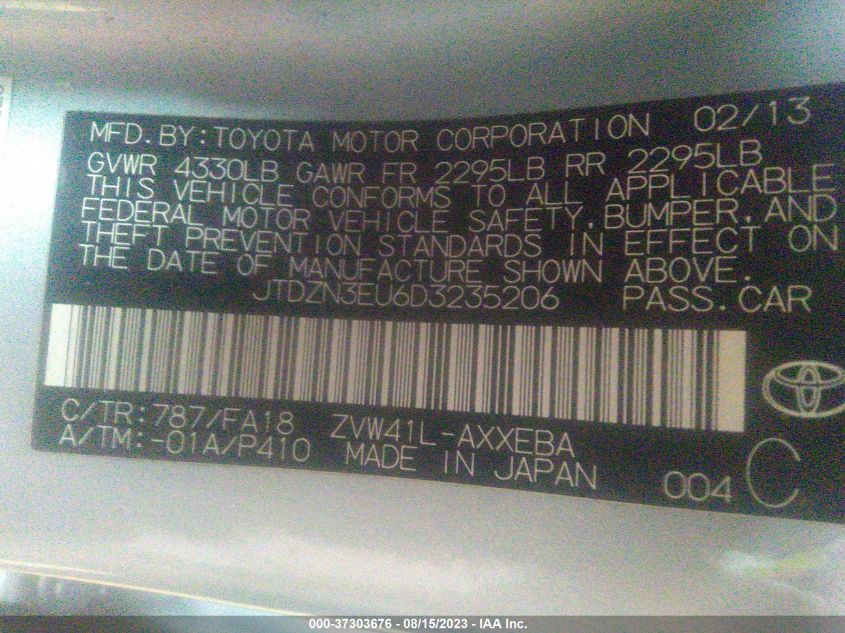 MFD. BY: TOYOTA MOTOR CORPORATION 02/13
GVWR 4330LB GAWR FR 2295LB RR 2295LB
THIS VEHICLE CONFORMS TO ALL APPLICABLE
FEDERAL MOTOR VEHICLE SAFETY, BUMPER, AND
THEFT PREVENTION STANDARDS IN EFFECT ON
THE DATE OF MANUFACTURE SHOWN ABOVE.
JTDZN3EU6D3235206 PASS. CAR
C/TR: 787/FA18 ZVW41L-AXXEBA
A/TM: -01A/P410 MADE IN JAPAN
004 C
000-37303676 - 08/15/2023 - IAA Inc.